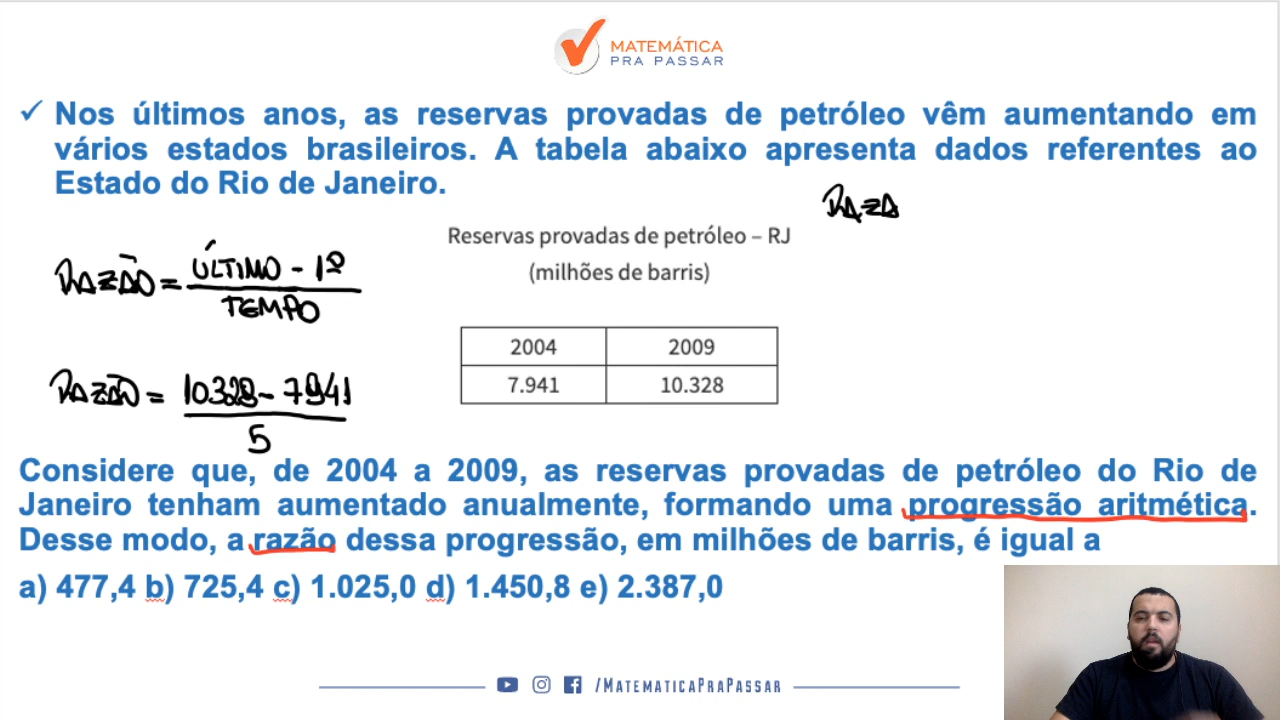 MATEMÁTICA
PRA PASSAR
✓ Nos últimos anos, as reservas provadas de petróleo vêm aumentando em
vários estados brasileiros. A tabela abaixo apresenta dados referentes ao
Estado do Rio de Janeiro.
RAZA
Reservas provadas de petróleo – RJ
(milhões de barris)
RAZÃO = ÚLTIMO - 1º
TEMPO
2004 2009
7.941 10.328
RAZÃO = 10.328 - 7941
5
Considere que, de 2004 a 2009, as reservas provadas de petróleo do Rio de
Janeiro tenham aumentado anualmente, formando uma progressão aritmética.
Desse modo, a razão dessa progressão, em milhões de barris, é igual a
a) 477,4 b) 725,4 c) 1.025,0 d) 1.450,8 e) 2.387,0
/MATEMATICAPRAPASSAR